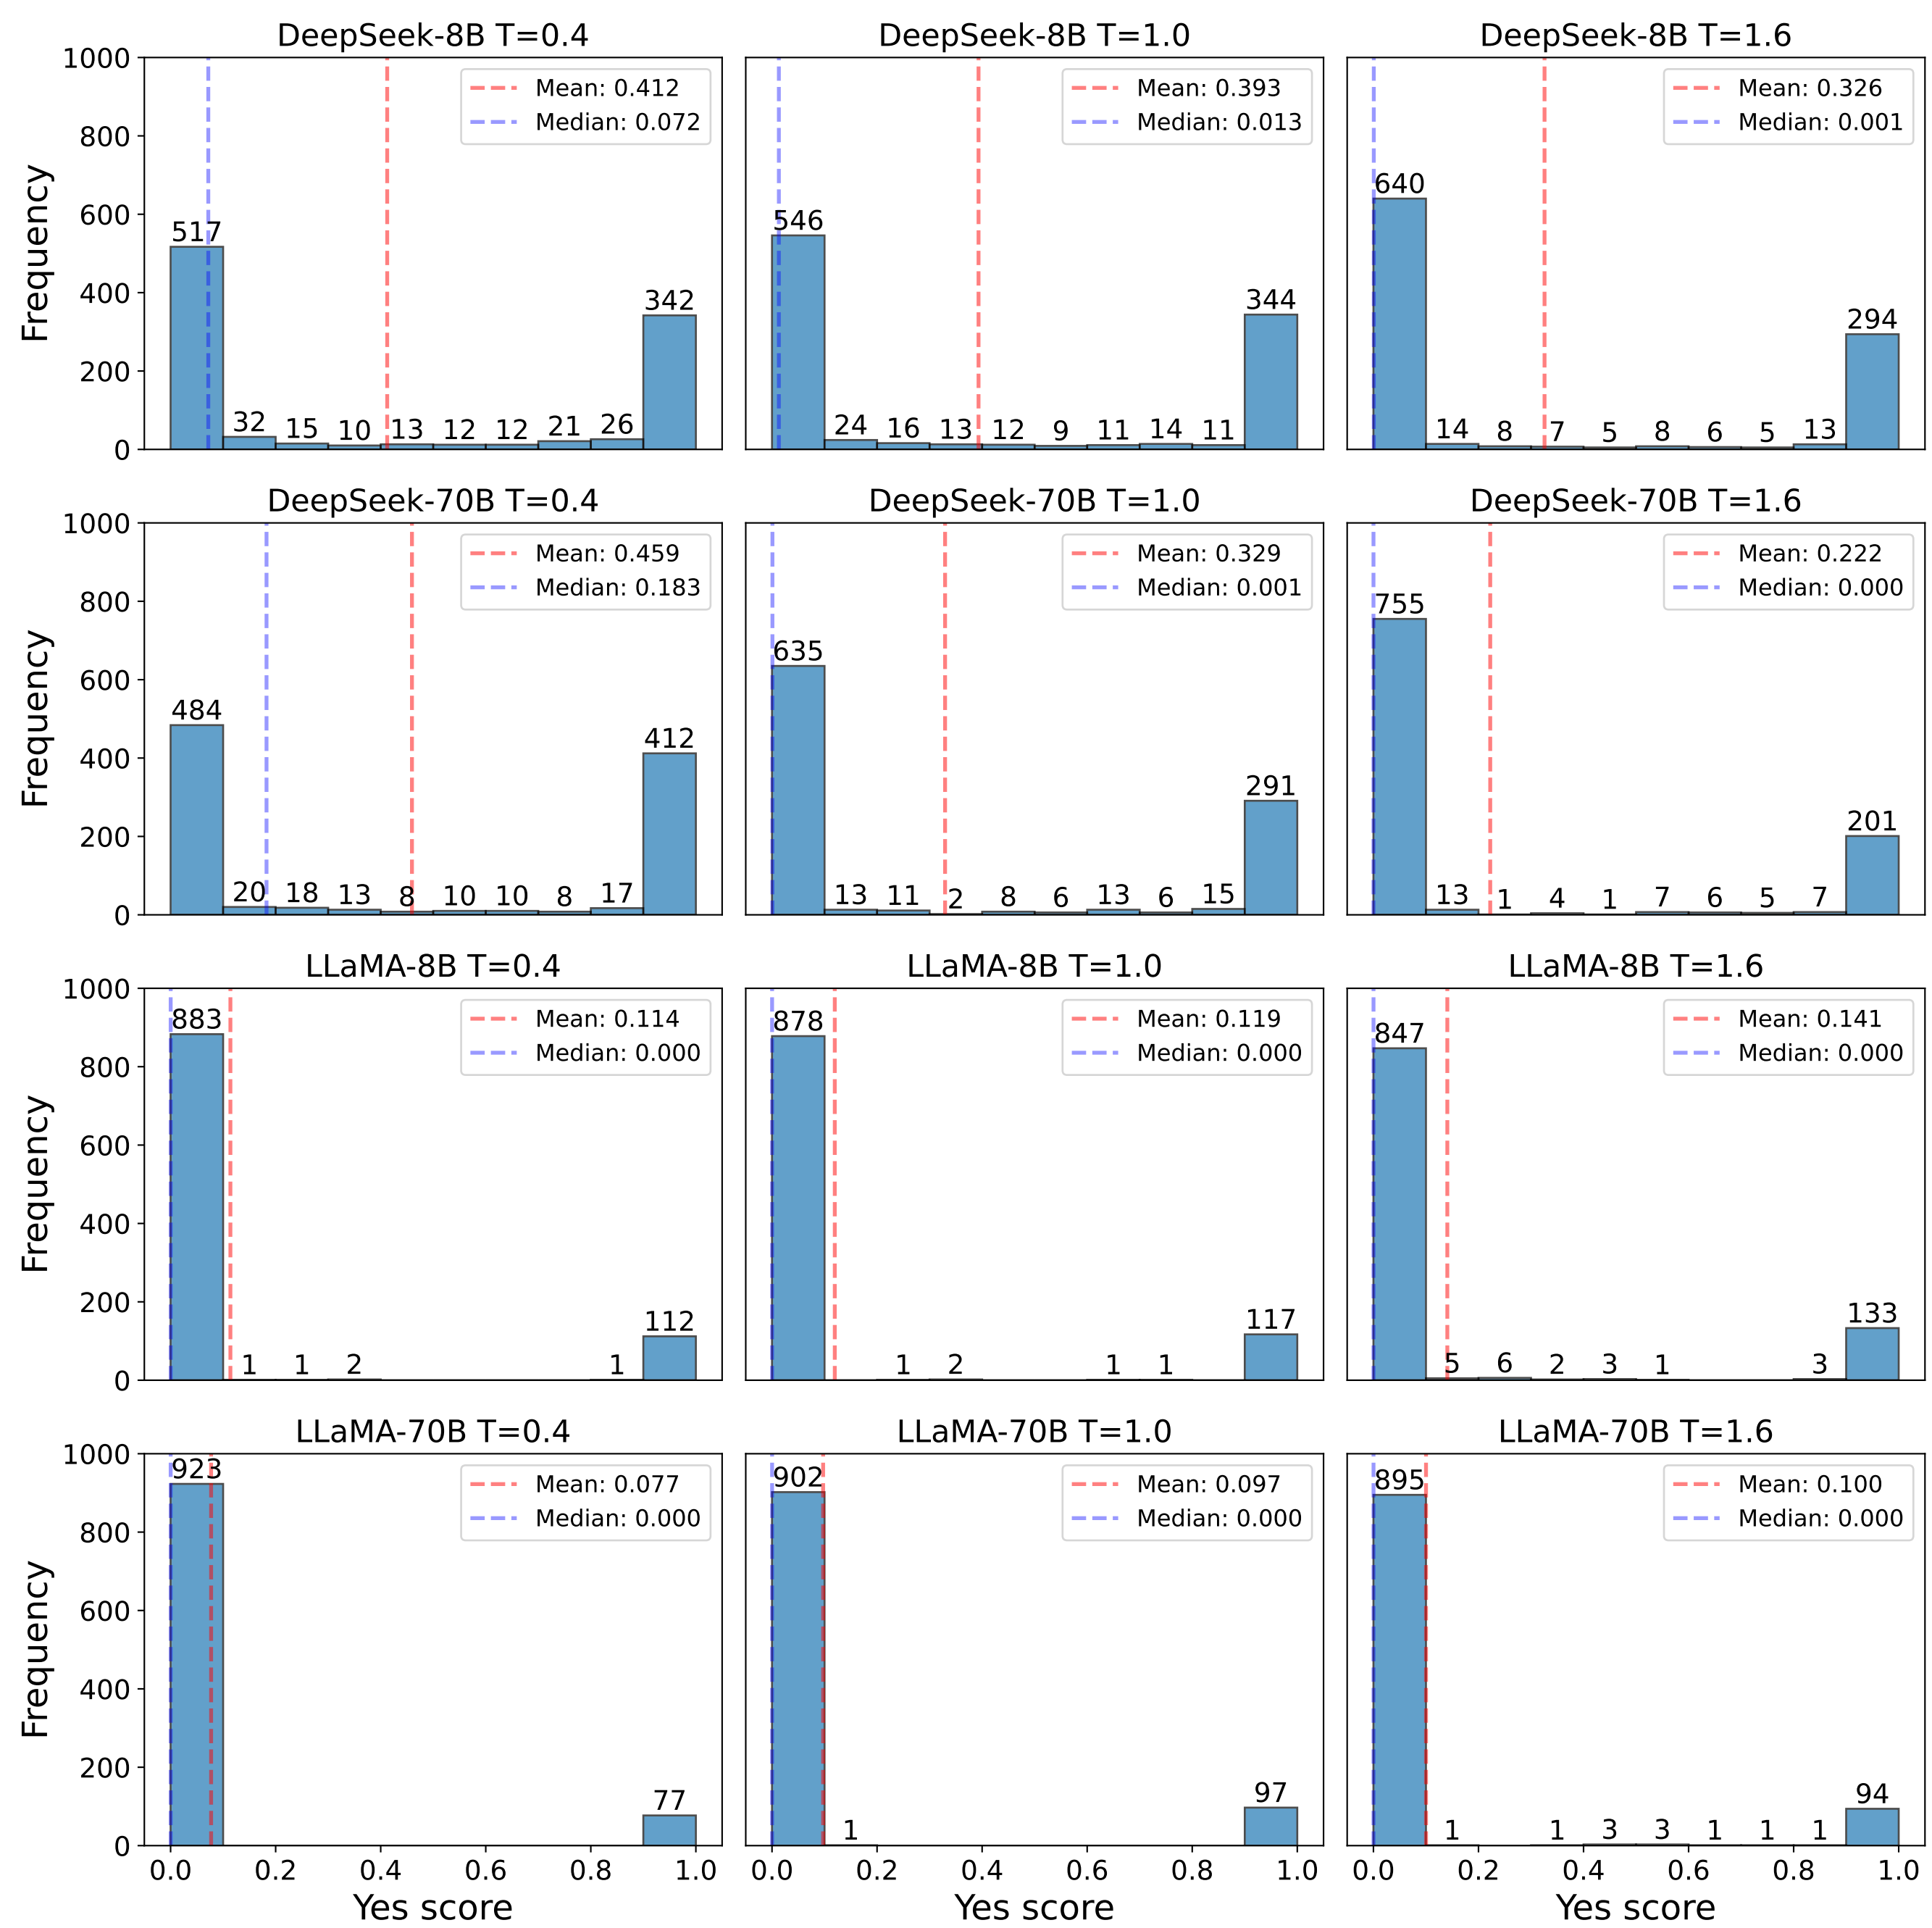 DeepSeek-8B T=0.4
DeepSeek-8B T=1.0
DeepSeek-8B T=1.6
Frequency
1000
800
600
400
200
0
Mean: 0.412
Median: 0.072
517
32
15
10
13
12
12
21
26
342
Mean: 0.393
Median: 0.013
546
24
16
13
12
9
11
14
11
344
Mean: 0.326
Median: 0.001
640
14
8
7
5
8
6
5
13
294
DeepSeek-70B T=0.4
DeepSeek-70B T=1.0
DeepSeek-70B T=1.6
Frequency
1000
800
600
400
200
0
Mean: 0.459
Median: 0.183
484
20
18
13
8
10
10
8
17
412
Mean: 0.329
Median: 0.001
635
13
11
2
8
6
13
6
15
291
Mean: 0.222
Median: 0.000
755
13
1
4
1
7
6
5
7
201
LLaMA-8B T=0.4
LLaMA-8B T=1.0
LLaMA-8B T=1.6
Frequency
1000
800
600
400
200
0
Mean: 0.114
Median: 0.000
883
1
1
2
1
112
Mean: 0.119
Median: 0.000
878
1
2
1
1
117
Mean: 0.141
Median: 0.000
847
5
6
2
3
1
3
133
LLaMA-70B T=0.4
LLaMA-70B T=1.0
LLaMA-70B T=1.6
Frequency
1000
800
600
400
200
0
Mean: 0.077
Median: 0.000
923
77
Mean: 0.097
Median: 0.000
902
1
97
Mean: 0.100
Median: 0.000
895
1
1
3
3
1
1
1
94
0.0 0.2 0.4 0.6 0.8 1.0
0.0 0.2 0.4 0.6 0.8 1.0
0.0 0.2 0.4 0.6 0.8 1.0
Yes score
Yes score
Yes score